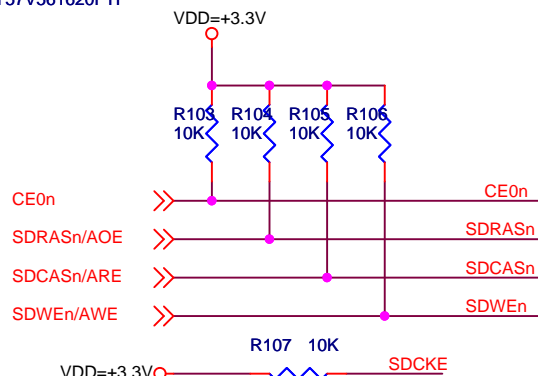 VDD=+3.3V
R103 R104 R105 R106
10K 10K 10K 10K
CE0n CE0n
SDRASn/AOE SDRASn
SDCASn/ARE SDCASn
SDWEn/AWE SDWEn
R107 10K
VDD=+3.3V SDCKE